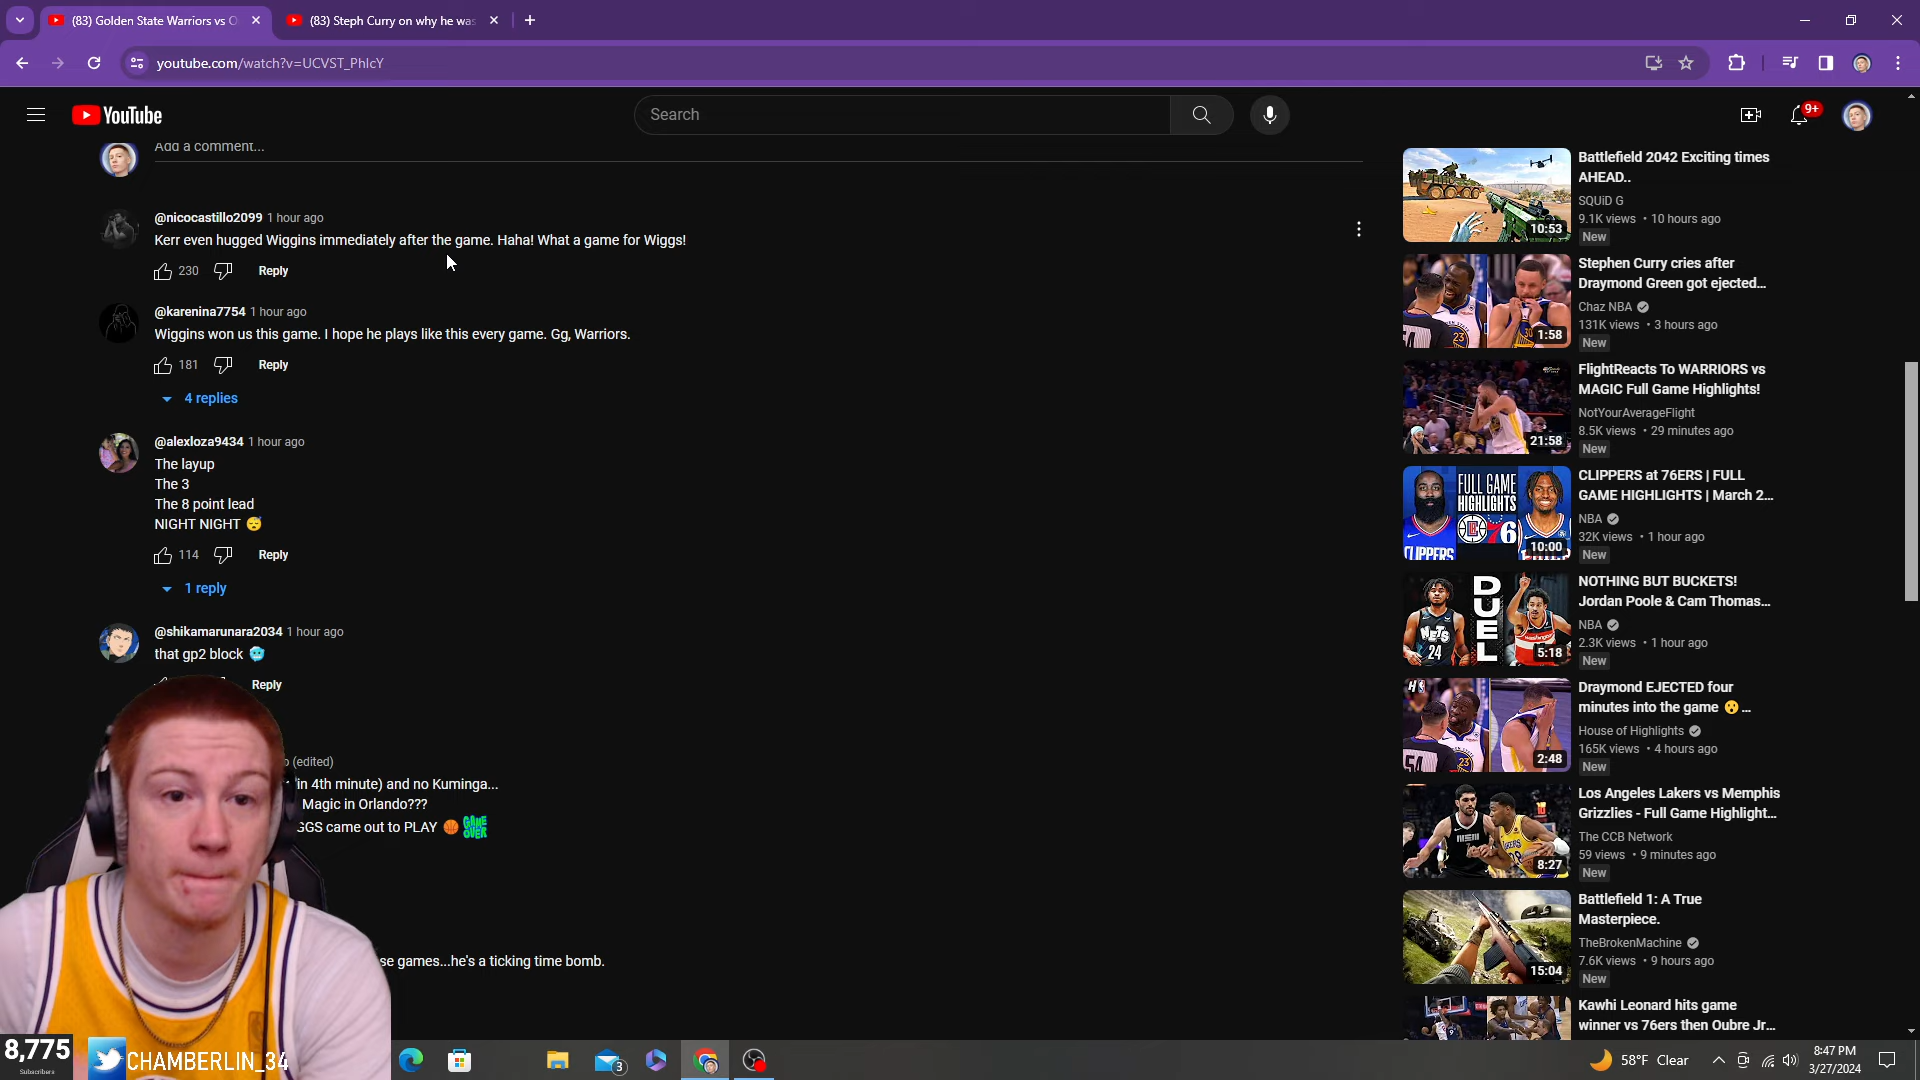 (83) Golden State Warriors vs O
(83) Steph Curry on why he was
youtube.com/watch?v=UCVST_PhlcY
YouTube
Search
9+
Add a comment...
@nicocastillo2099 1 hour ago
Kerr even hugged Wiggins immediately after the game. Haha! What a game for Wiggs!
230 Reply
@karenina7754 1 hour ago
Wiggins won us this game. I hope he plays like this every game. Gg, Warriors.
181 Reply
4 replies
@alexloza9434 1 hour ago
The layup
The 3
The 8 point lead
NIGHT NIGHT 😴
114 Reply
1 reply
@shikamarunara2034 1 hour ago
that gp2 block 🥶
Reply
(edited)
in 4th minute) and no Kuminga...
Magic in Orlando???
GGS came out to PLAY 🏀 GAME OVER
se games...he's a ticking time bomb.
Battlefield 2042 Exciting times
AHEAD..
SQUiD G
9.1K views • 10 hours ago
New
10:53
Stephen Curry cries after
Draymond Green got ejected...
Chaz NBA
131K views • 3 hours ago
New
1:58
FlightReacts To WARRIORS vs
MAGIC Full Game Highlights!
NotYourAverageFlight
8.5K views • 29 minutes ago
New
21:58
CLIPPERS at 76ERS | FULL
GAME HIGHLIGHTS | March 2...
NBA
32K views • 1 hour ago
New
FULL
GAME
HIGHLIGHTS
CLIPPERS
10:00
NOTHING BUT BUCKETS!
Jordan Poole & Cam Thomas...
NBA
2.3K views • 1 hour ago
New
DUEL
NETS
24
5:18
Draymond EJECTED four
minutes into the game 😮...
House of Highlights
165K views • 4 hours ago
New
2:48
Los Angeles Lakers vs Memphis
Grizzlies - Full Game Highlight...
The CCB Network
59 views • 9 minutes ago
New
8:27
Battlefield 1: A True
Masterpiece.
TheBrokenMachine
7.6K views • 9 hours ago
New
15:04
Kawhi Leonard hits game
winner vs 76ers then Oubre Jr...
8,775
Subscribers
CHAMBERLIN_34
3
58°F Clear
8:47 PM
3/27/2024